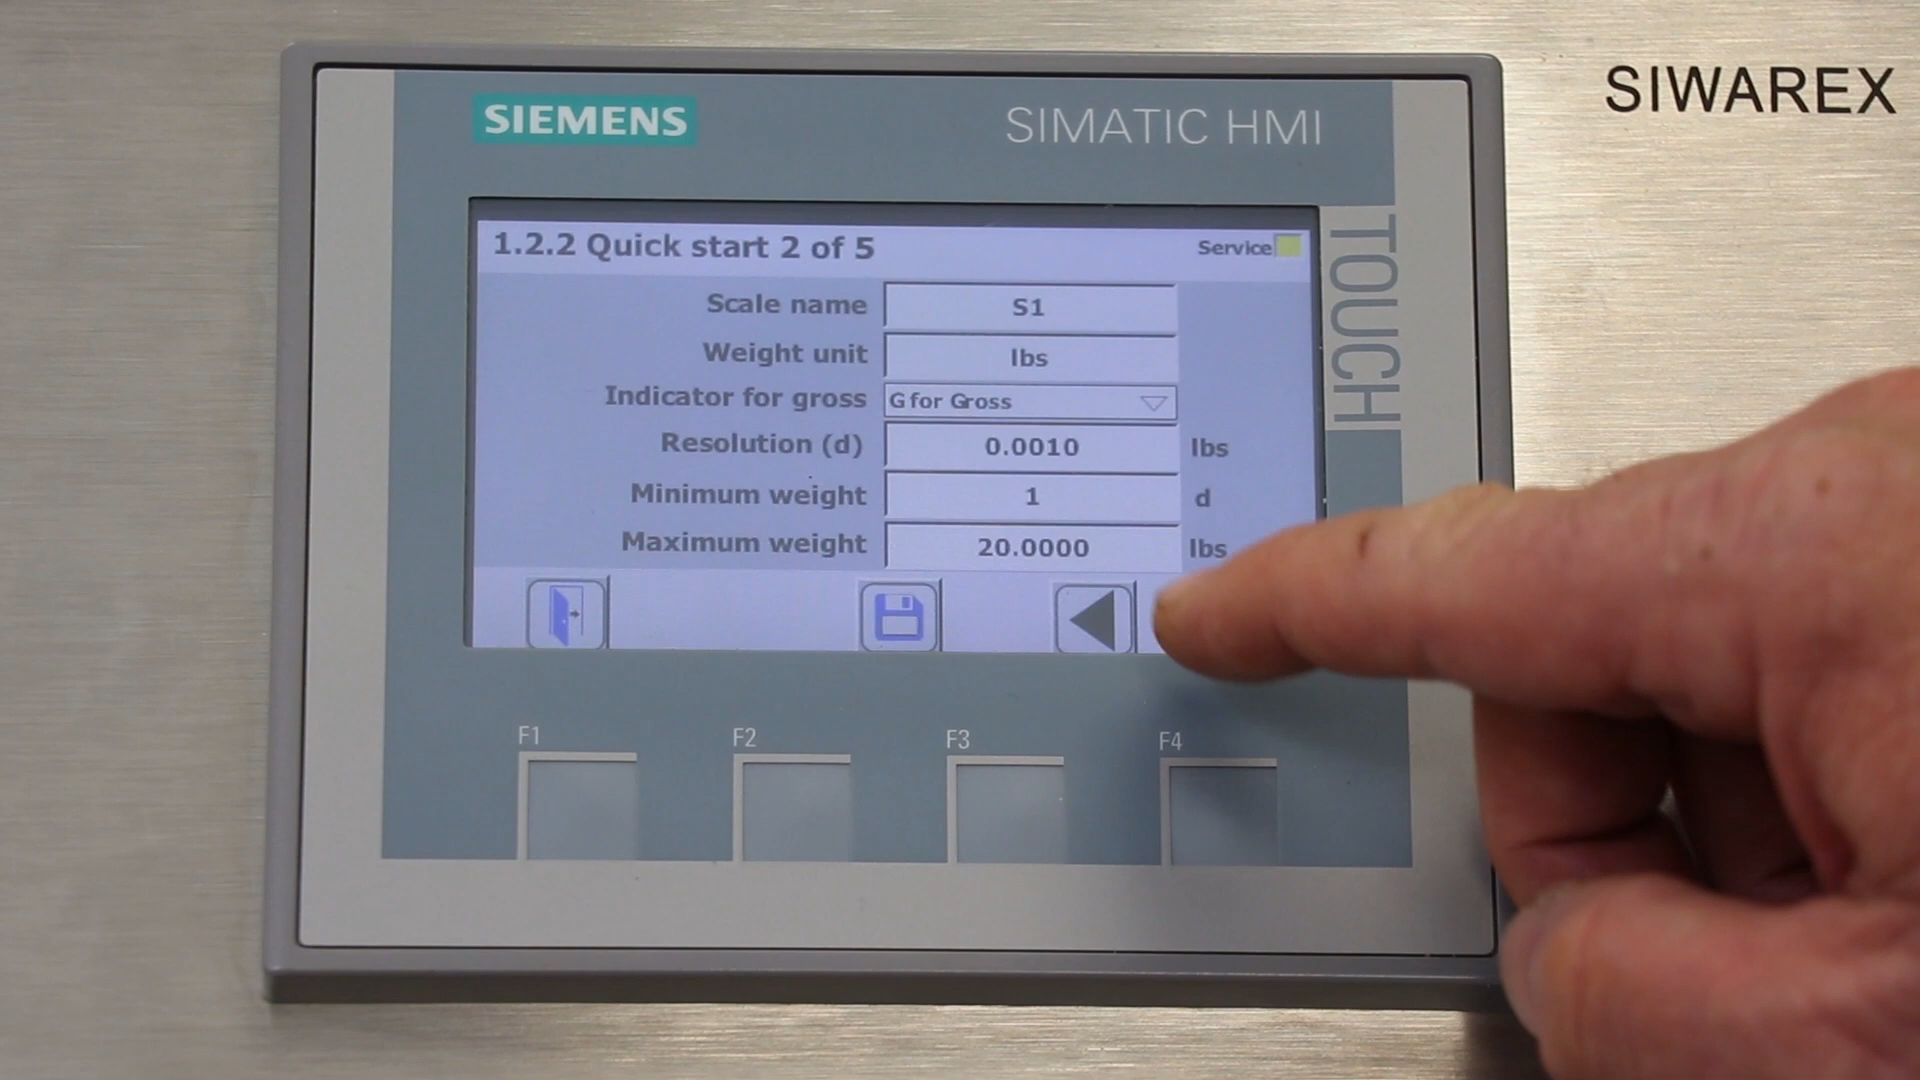 SIEMENS
SIMATIC HMI
SIWAREX
TOUCH
1.2.2 Quick start 2 of 5
Service
Scale name S1
Weight unit lbs
Indicator for gross G for Gross
Resolution (d) 0.0010 lbs
Minimum weight 1 d
Maximum weight 20.0000 lbs
F1 F2 F3 F4